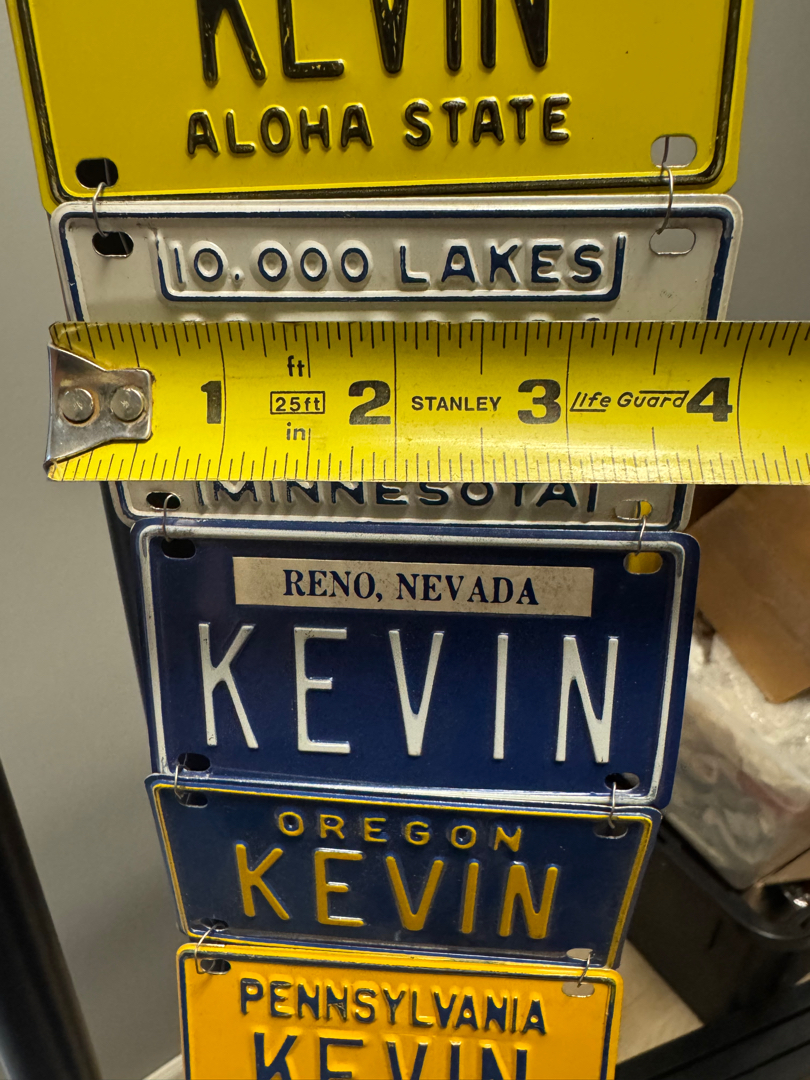 KEVIN
ALOHA STATE
10,000 LAKES
ft
1 25ft 2 STANLEY 3 life Guard 4
in
MINNESOTA
RENO, NEVADA
KEVIN
OREGON
KEVIN
PENNSYLVANIA
KEVIN